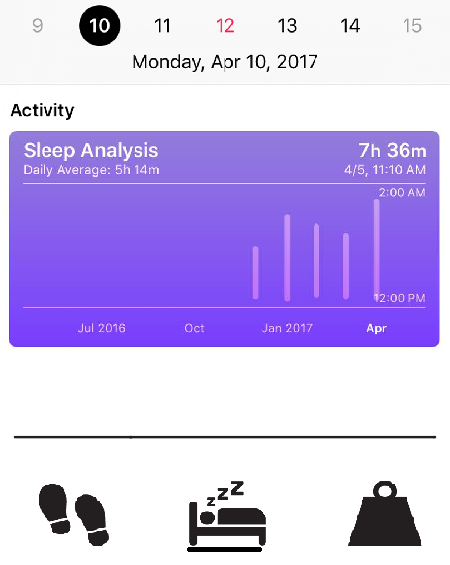 9 10 11 12 13 14 15
Monday, Apr 10, 2017
Activity
Sleep Analysis 7h 36m
Daily Average: 5h 14m 4/5, 11:10 AM
2:00 AM
12:00 PM
Jul 2016 Oct Jan 2017 Apr
z z Z